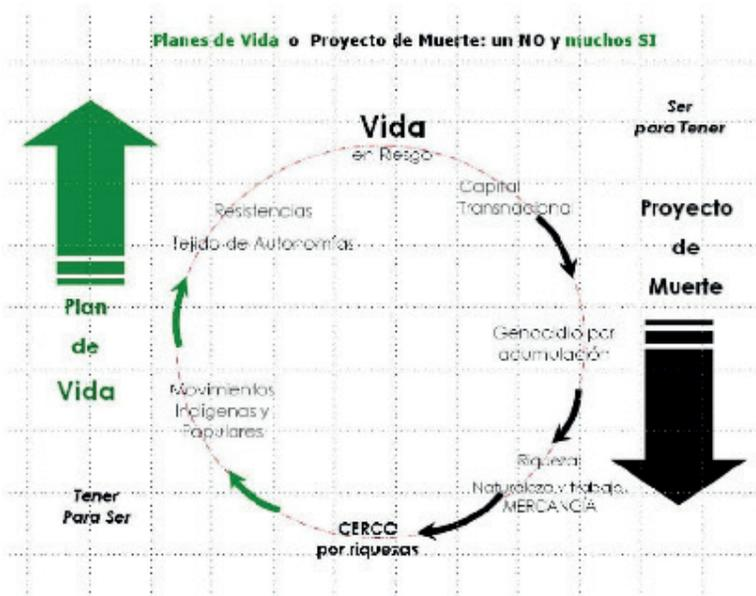 Planes de Vida o Proyecto de Muerte: un NO y muchos SI
Ser
para Tener
Vida
en Riesgo
Capital
Transnaciona
Resistencias
Tejido de Autonomías
Proyecto
de
Muerte
Plan
de
Vida
Genocidio por
acumulación
Movimientos
Indígenas y
Populares
Riqueza
Naturaleza y trabajo
MERCANCÍA
Tener
Para Ser
CERCO
por riquezas